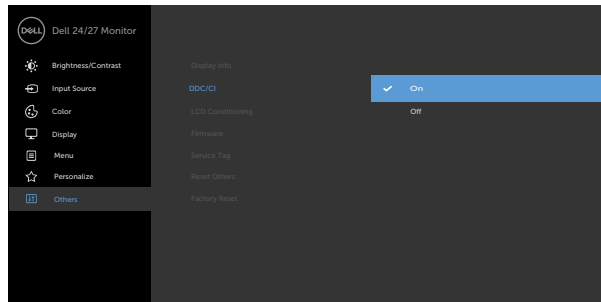 DELL Dell 24/27 Monitor
Brightness/Contrast Display Info
Input Source DDC/CI On
Color LCD Conditioning Off
Display Firmware
Menu Service Tag
Personalize Reset Others
Others Factory Reset